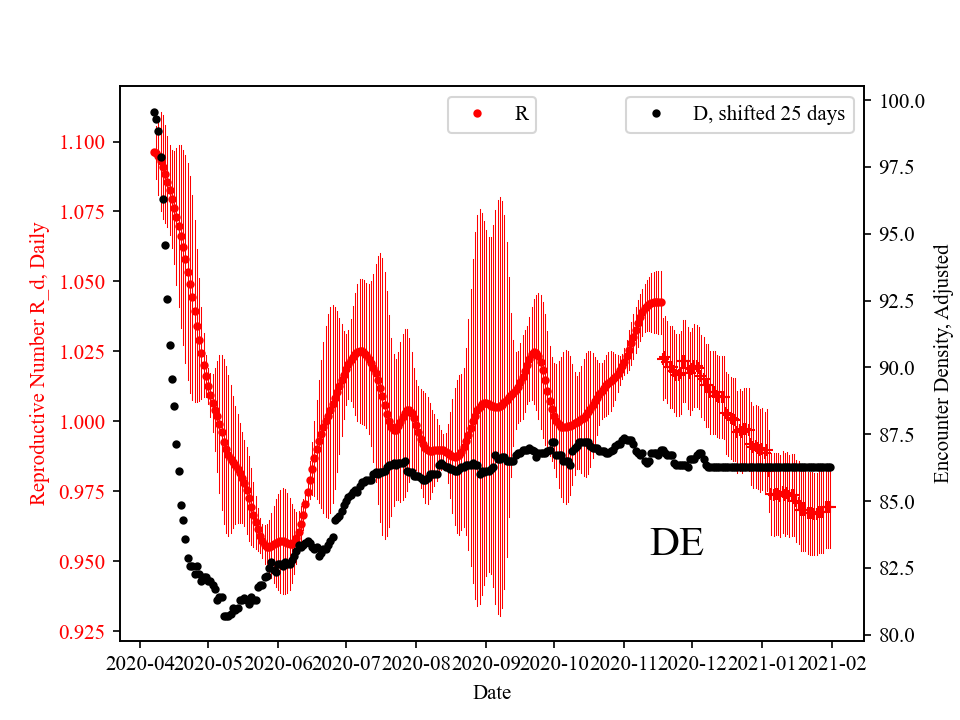 R
D, shifted 25 days
1.100
1.075
1.050
1.025
1.000
0.975
0.950
0.925
Reproductive Number R_d, Daily
100.0
97.5
95.0
92.5
90.0
87.5
85.0
82.5
80.0
Encounter Density, Adjusted
DE
2020-04 2020-05 2020-06 2020-07 2020-08 2020-09 2020-10 2020-11 2020-12 2021-01 2021-02
Date